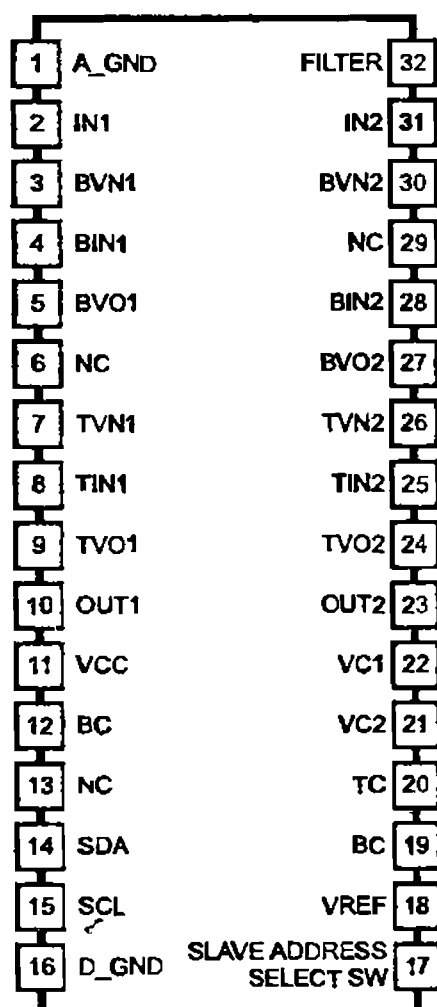 1 A_GND FILTER 32
2 IN1 IN2 31
3 BVN1 BVN2 30
4 BIN1 NC 29
5 BVO1 BIN2 28
6 NC BVO2 27
7 TVN1 TVN2 26
8 TIN1 TIN2 25
9 TVO1 TVO2 24
10 OUT1 OUT2 23
11 VCC VC1 22
12 BC VC2 21
13 NC TC 20
14 SDA BC 19
15 SCL VREF 18
16 D_GND SLAVE ADDRESS
SELECT SW 17